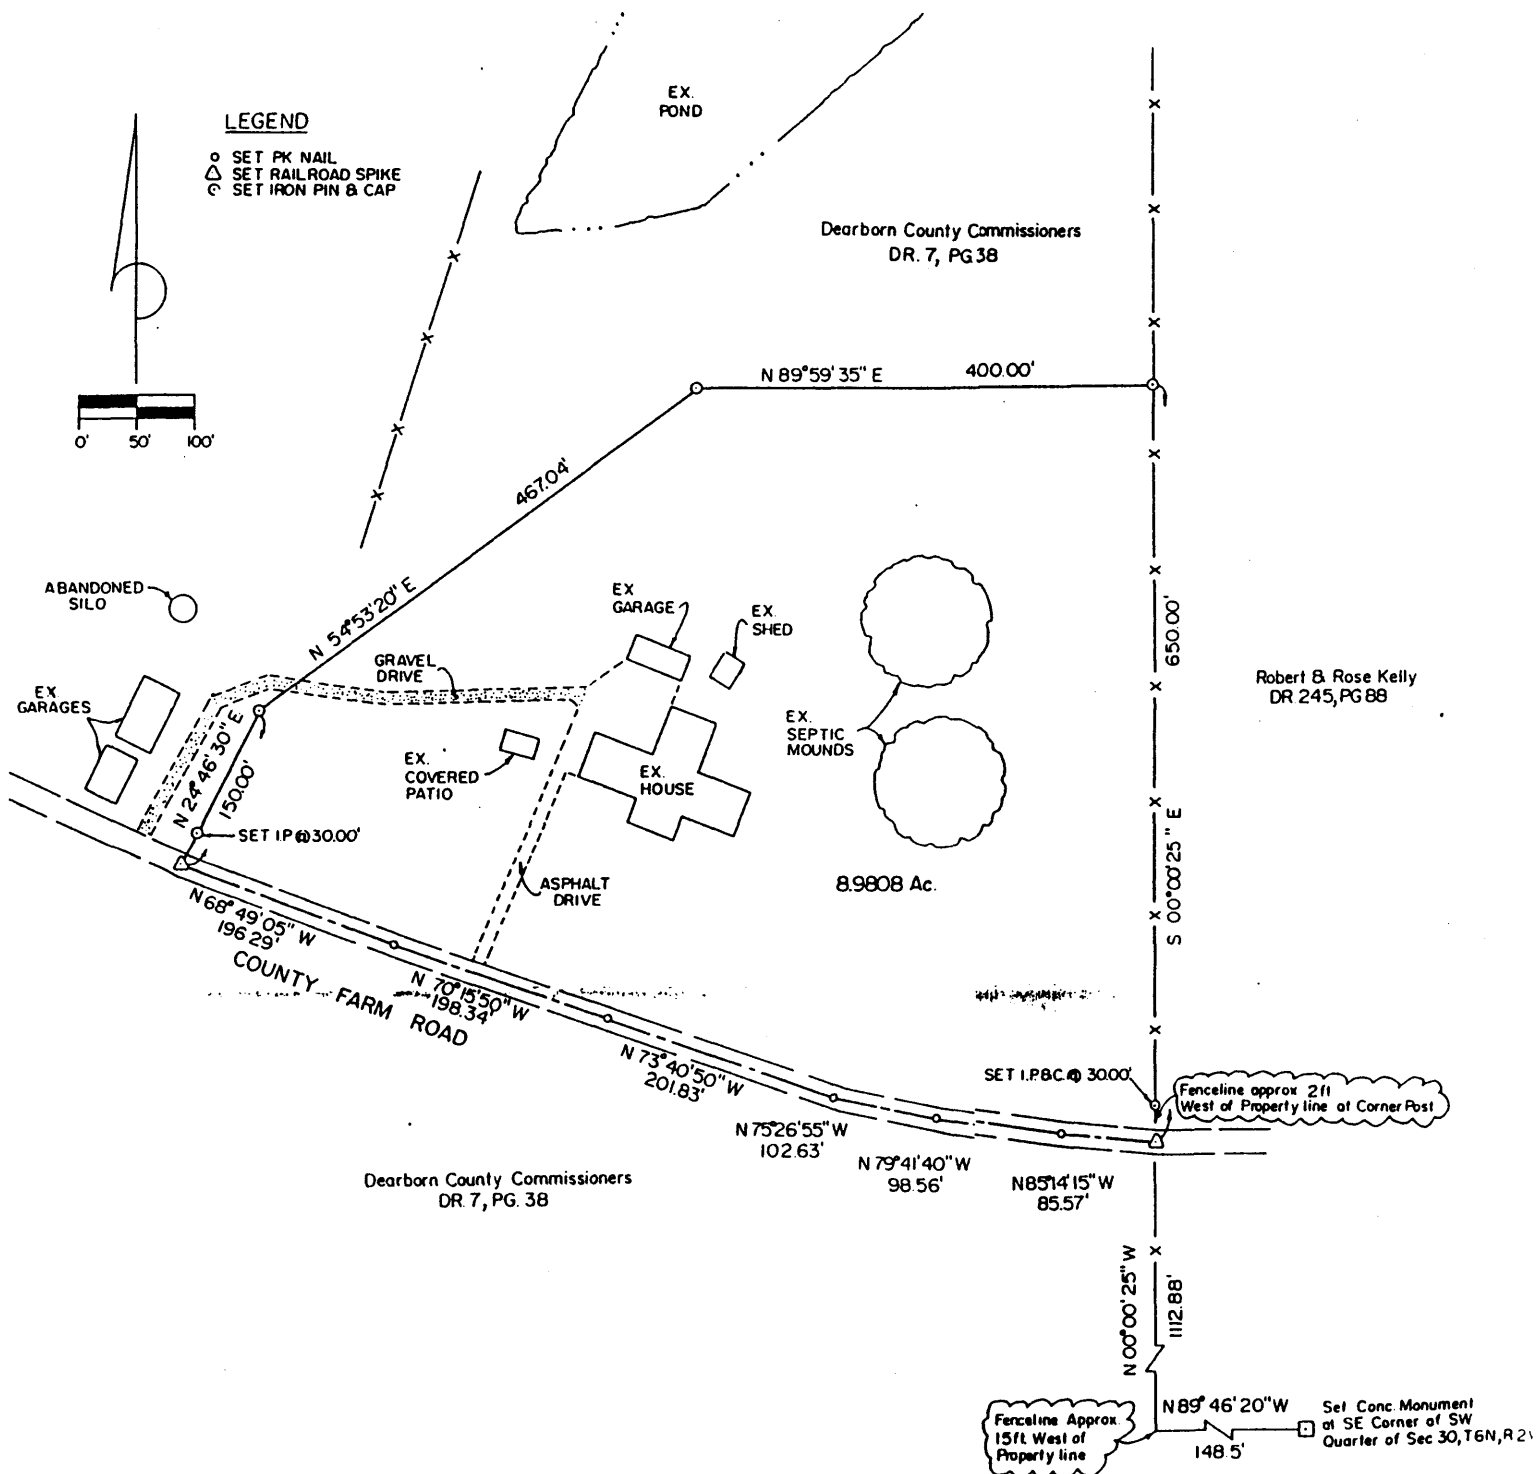 EX.
POND
LEGEND
SET PK NAIL
SET RAILROAD SPIKE
SET IRON PIN & CAP
Dearborn County Commissioners
DR. 7, PG 38
N 89°59'35" E 400.00'
0' 50' 100'
467.04'
N 54°53'20" E
ABANDONED
SILO
EX
GARAGE
EX.
SHED
GRAVEL
DRIVE
EX.
GARAGES
650.00'
Robert & Rose Kelly
DR 245, PG 88
EX.
SEPTIC
MOUNDS
EX.
COVERED
PATIO
EX.
HOUSE
N 24°46'30" E
150.00'
SET I.P. @ 30.00'
S 00°00'25" E
ASPHALT
DRIVE
8.9808 Ac.
N 68°49'05" W
196.29'
COUNTY FARM ROAD
N 70°15'50" W
198.34'
N 73°40'50" W
201.83'
SET I.P.&C. @ 30.00'
Fenceline approx 2ft
West of Property line at Corner Post
N 75°26'55" W
102.63'
N 79°41'40" W
98.56'
N 85°14'15" W
85.57'
Dearborn County Commissioners
DR. 7, PG. 38
N 00°00'25" W
1112.88'
Fenceline Approx.
15ft. West of
Property line
N 89°46'20" W
148.5'
Set Conc. Monument
at SE Corner of SW
Quarter of Sec 30, T6N, R2